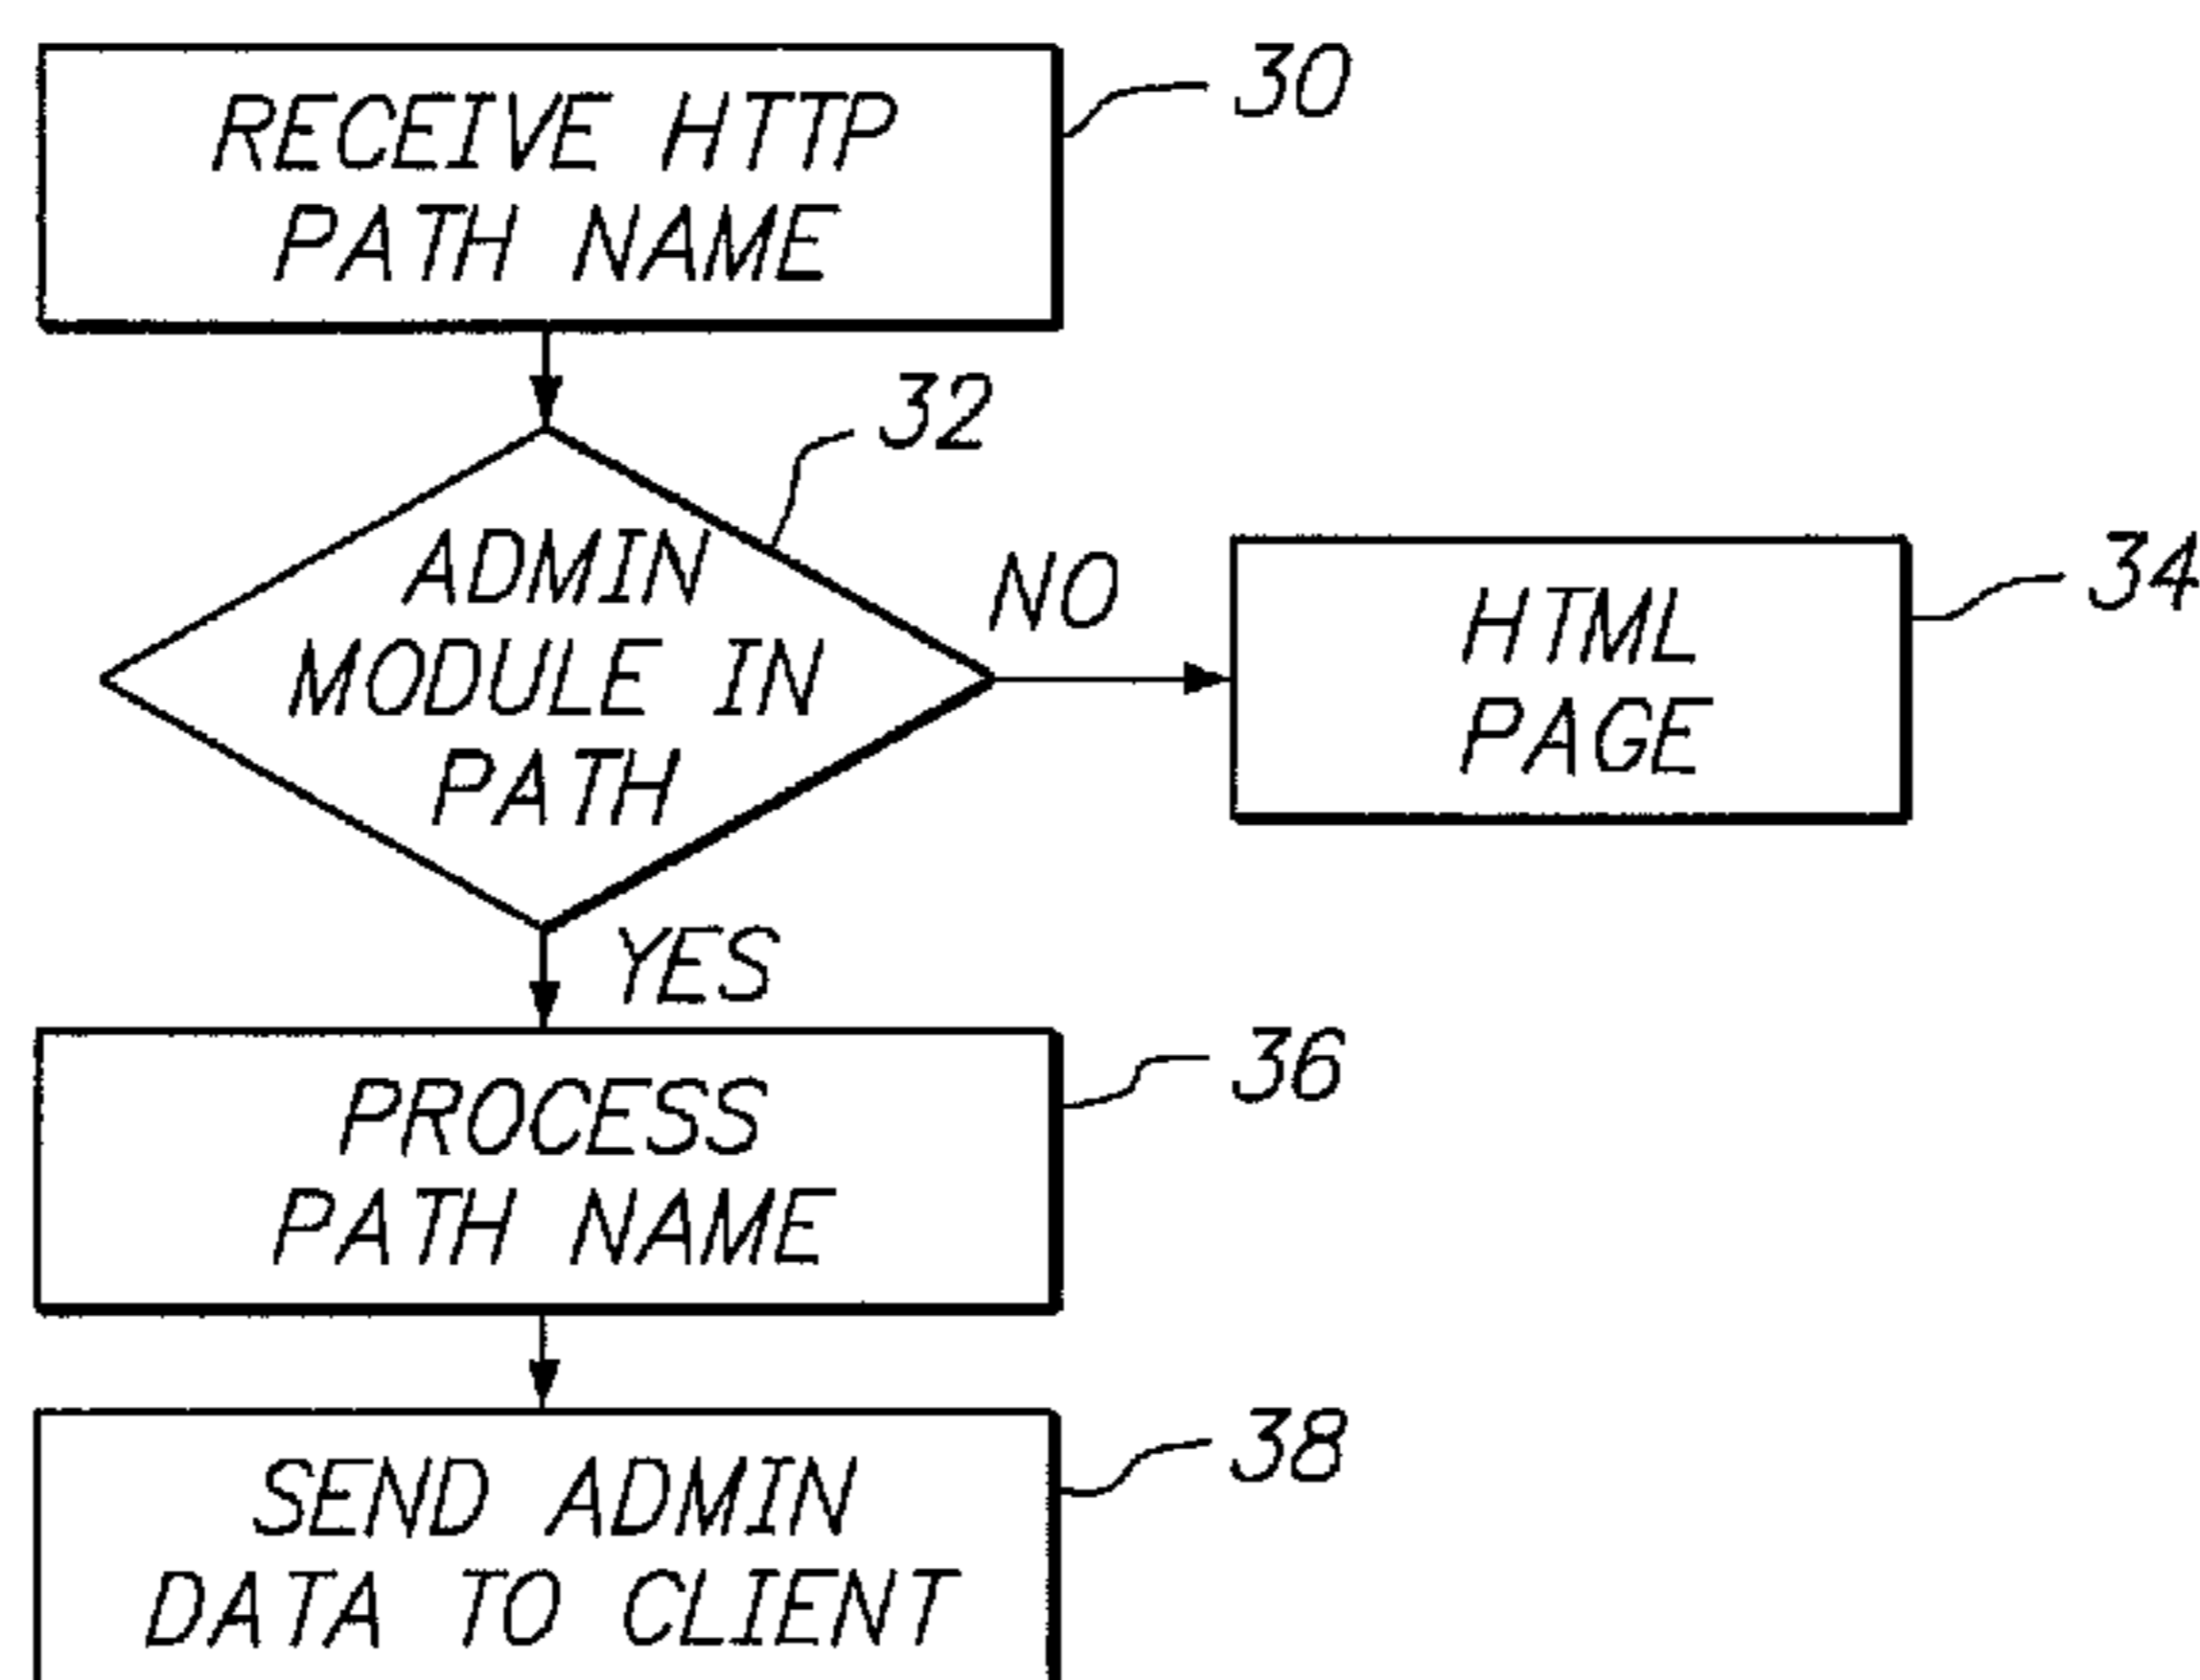 RECEIVE HTTP
PATH NAME
30
32
ADMIN
MODULE IN
PATH
NO
HTML
PAGE
34
YES
PROCESS
PATH NAME
36
SEND ADMIN
DATA TO CLIENT
38